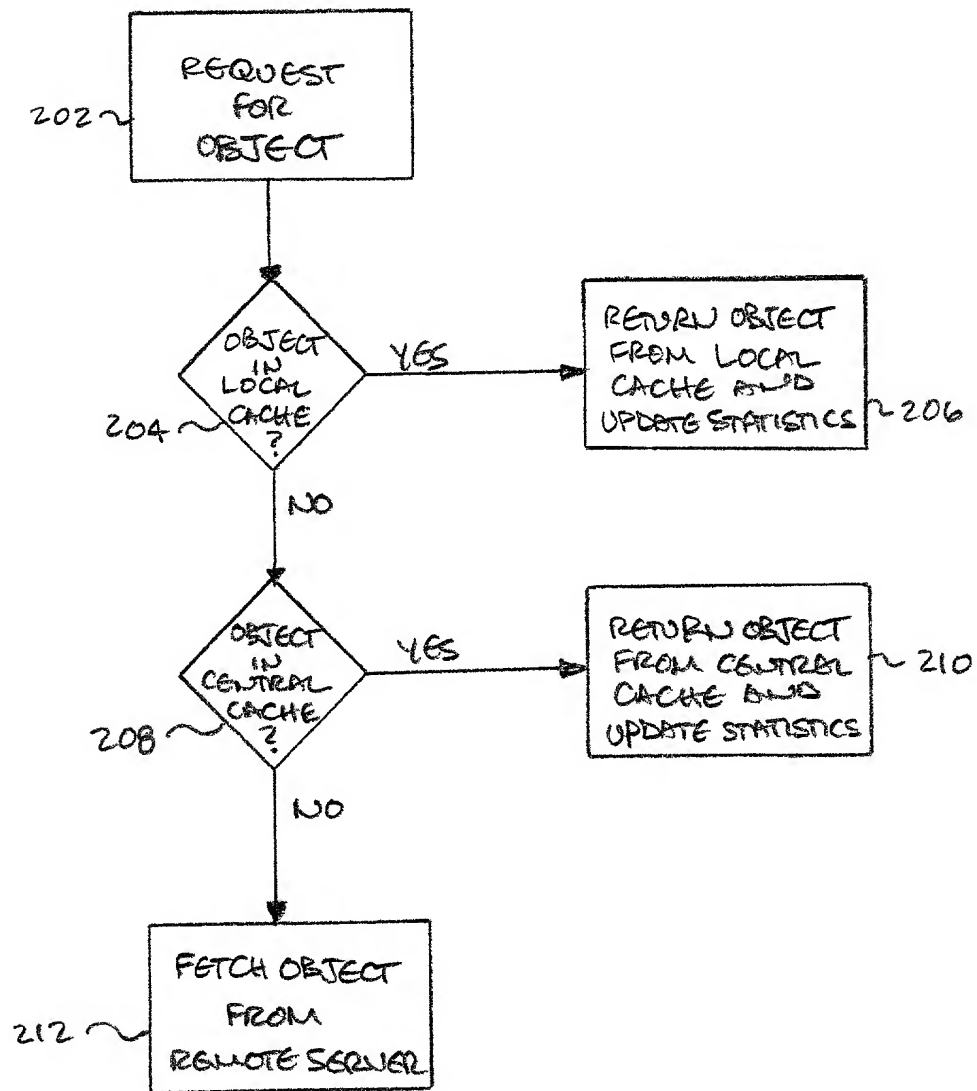 REQUEST
FOR
OBJECT
202
OBJECT
IN
LOCAL
CACHE
?
204
YES
RETURN OBJECT
FROM LOCAL
CACHE AND
UPDATE STATISTICS
206
NO
OBJECT
IN
CENTRAL
CACHE
?
208
YES
RETURN OBJECT
FROM CENTRAL
CACHE AND
UPDATE STATISTICS
210
NO
FETCH OBJECT
FROM
REMOTE SERVER
212